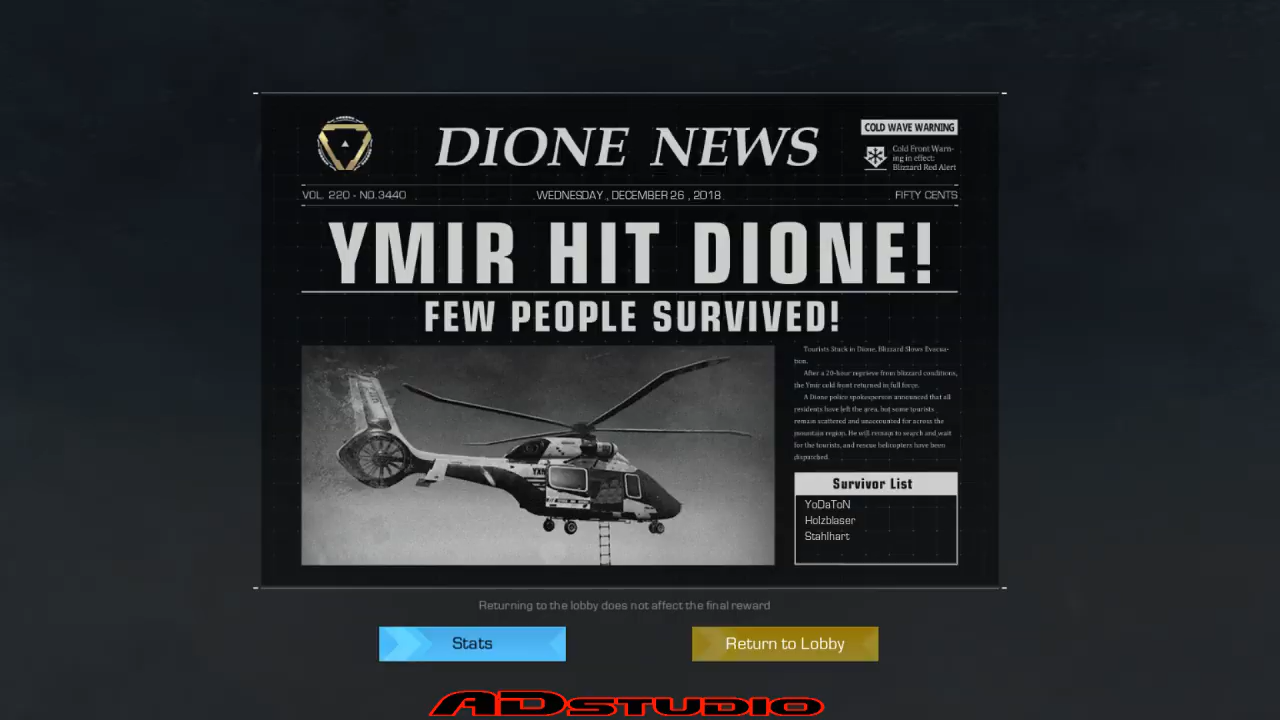 DIONE NEWS
COLD WAVE WARNING
Cold Front Warn-
ing in effect:
Blizzard Red Alert
VOL. 220 - NO.3440
WEDNESDAY , DECEMBER 26 , 2018
FIFTY CENTS
YMIR HIT DIONE!
FEW PEOPLE SURVIVED!
Tourists Stuck in Dione, Blizzard Slows Evacua-
tion.
After a 20-hour reprieve from blizzard conditions,
the Ymir cold front returned in full force.
A Dione police spokesperson announced that all
residents have left the area, but some tourists
remain scattered and unaccounted for across the
mountain region. He will remain to search and wait
for the tourists, and rescue helicopters have been
dispatched.
Survivor List
YoDaToN
Holzblaser
Stahlhart
Returning to the lobby does not affect the final reward
Stats
Return to Lobby
ADSTUDIO